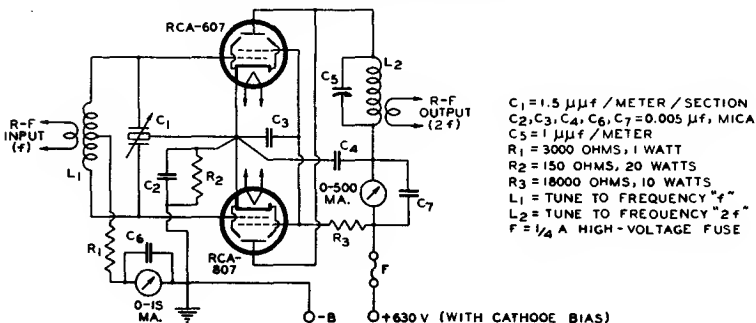 RCA-607
L2
C5
R-F
INPUT
(f)
C1
C3
R-F
OUTPUT
(2f)
C4
L1
C2
R2
0-500
MA.
C7
R1
C6
R3
RCA-
807
F
0-15
MA.
-B
+630 V (WITH CATHODE BIAS)
C1=1.5 μμf/METER/SECTION
C2,C3,C4,C6,C7=0.005 μf, MICA
C5=1 μμf/METER
R1=3000 OHMS, 1 WATT
R2=150 OHMS, 20 WATTS
R3=18000 OHMS, 10 WATTS
L1 = TUNE TO FREQUENCY "f"
L2= TUNE TO FREQUENCY "2f"
F=1/4 A HIGH-VOLTAGE FUSE